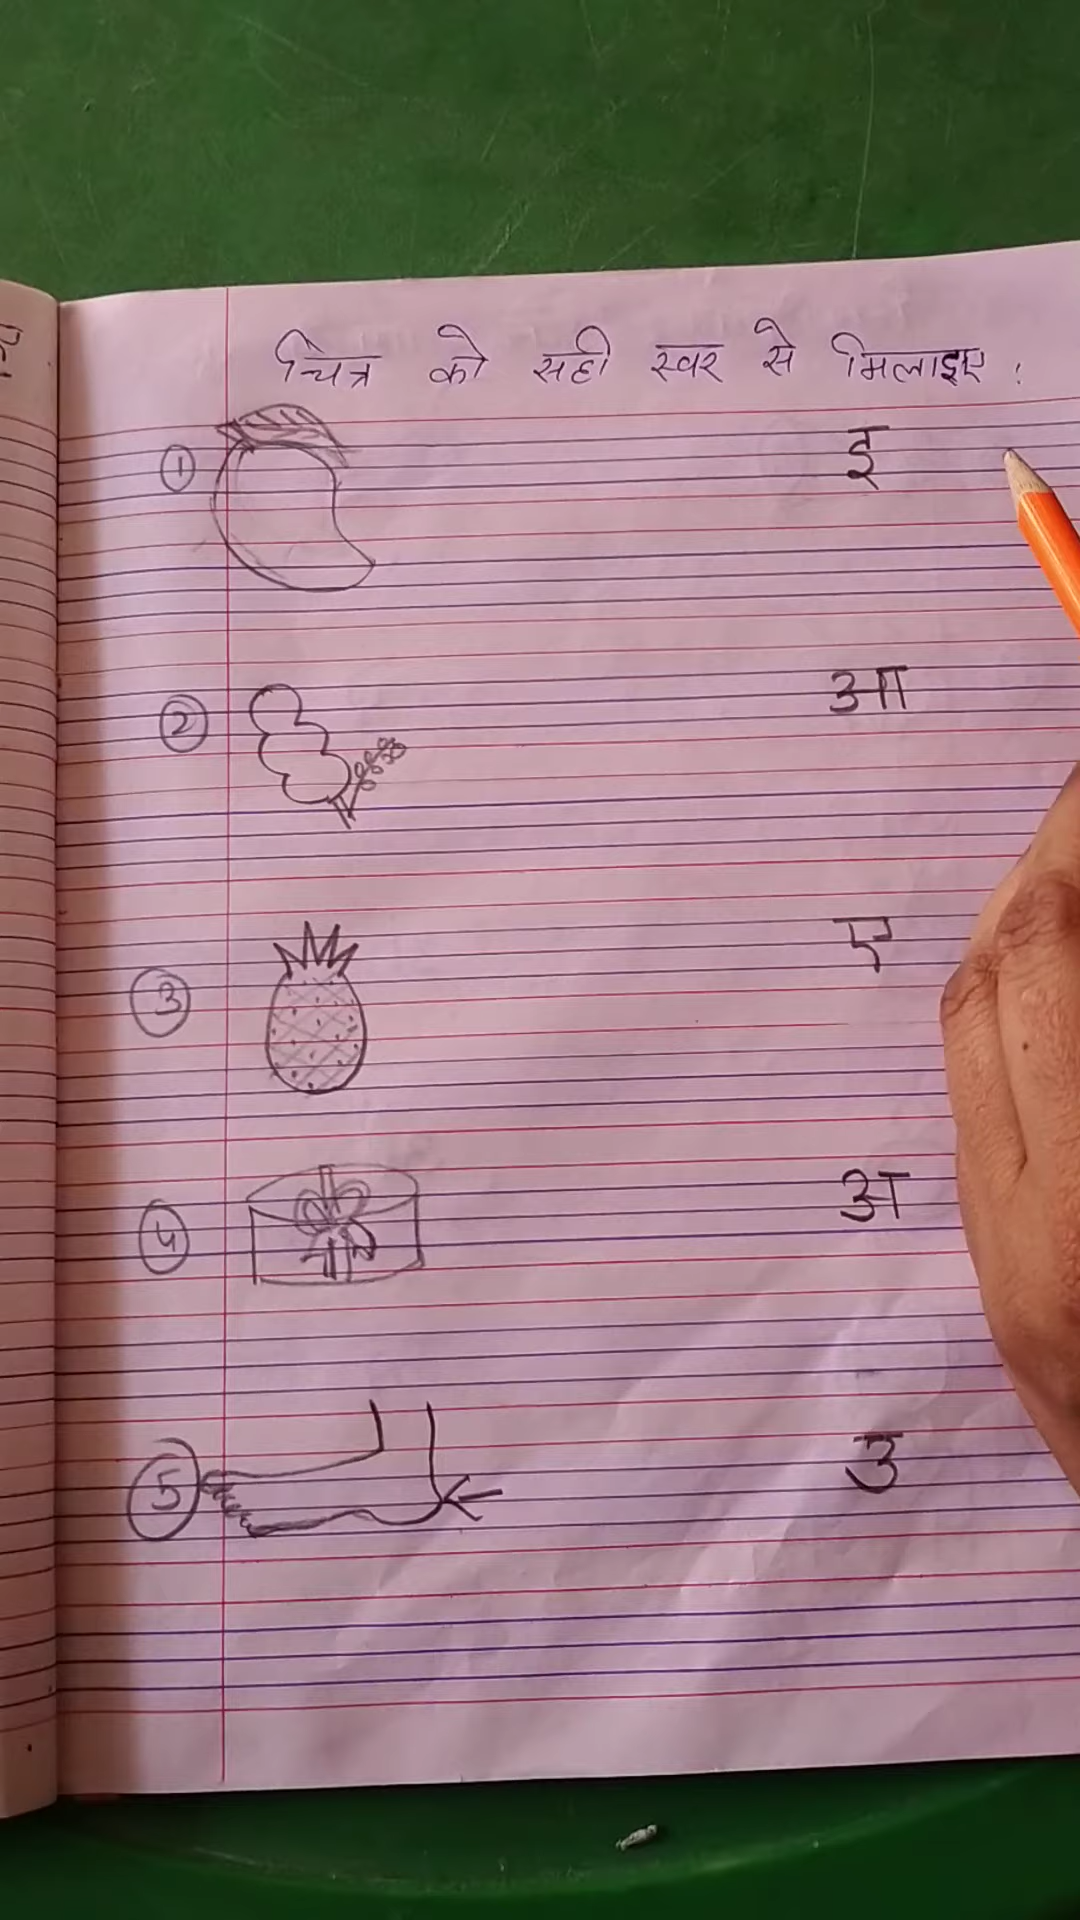 चित्र को सही स्वर से मिलाइए :
① इ
② आ
③ ए
④ अ
⑤ उ